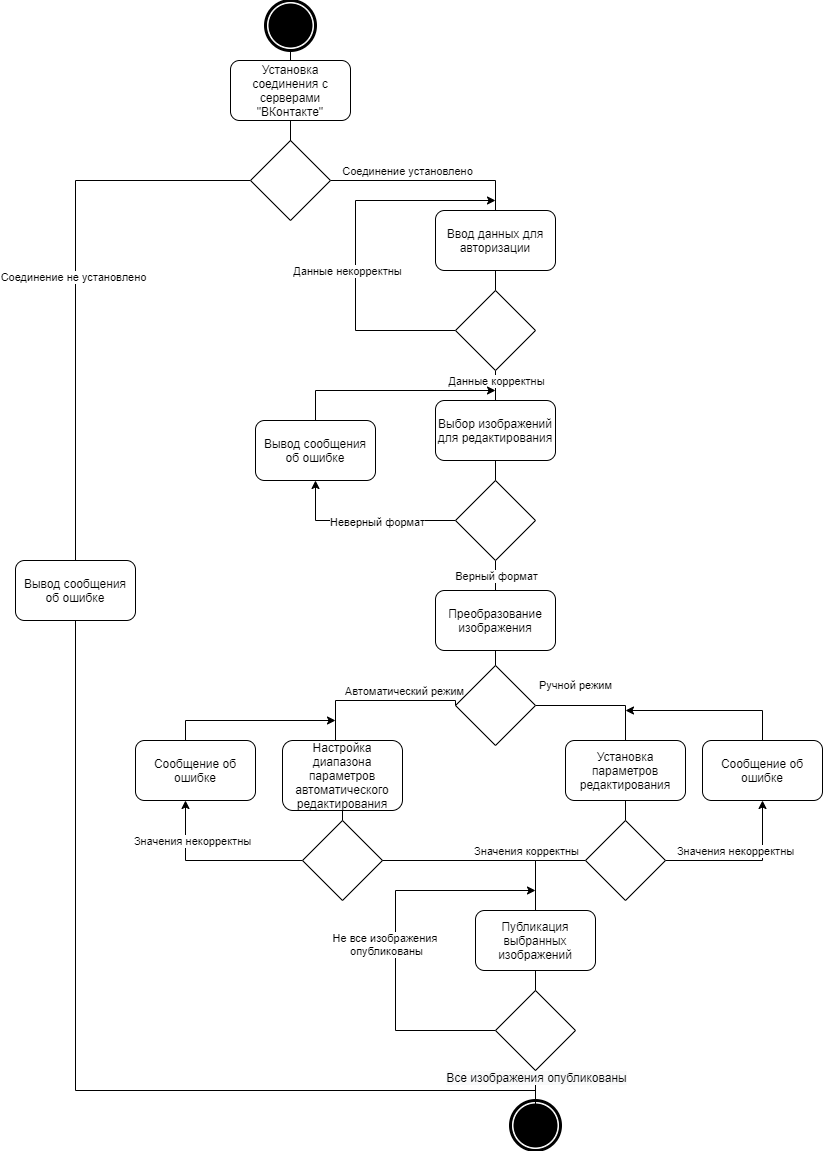 Установка
соединения с
серверами
"ВКонтакте"
Соединение установлено
Ввод данных для
авторизации
Данные некорректны
Соединение не установлено
Данные корректны
Выбор изображений
для редактирования
Вывод сообщения
об ошибке
Неверный формат
Верный формат
Вывод сообщения
об ошибке
Преобразование
изображения
Автоматический режим
Ручной режим
Сообщение об
ошибке
Настройка
диапазона
параметров
автоматического
редактирования
Установка
параметров
редактирования
Сообщение об
ошибке
Значения некорректны
Значения корректны
Значения некорректны
Публикация
выбранных
изображений
Не все изображения
опубликованы
Все изображения опубликованы